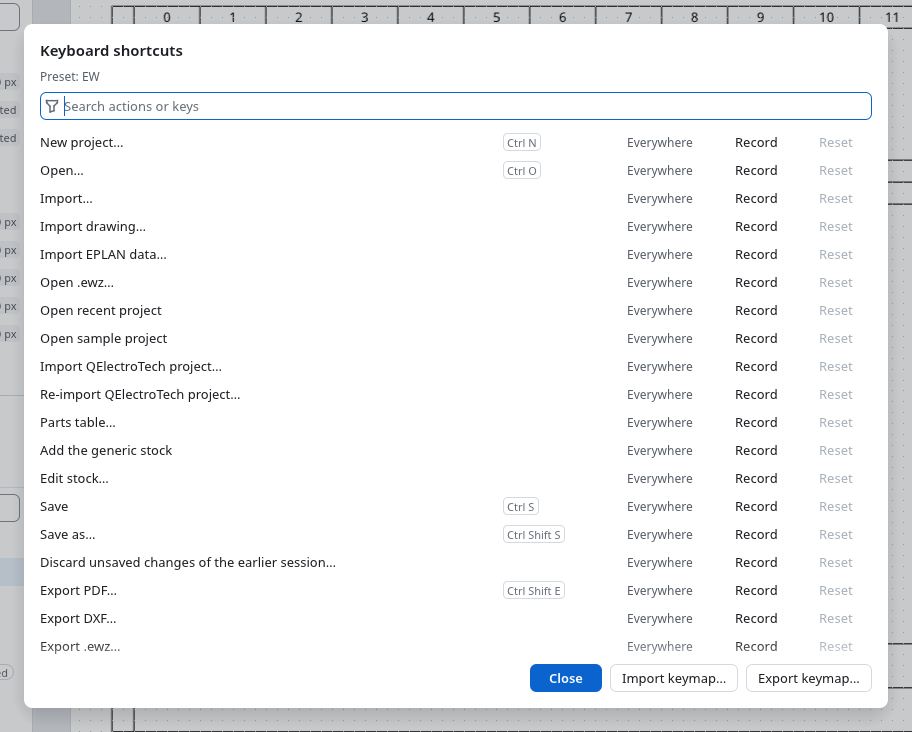 0 1 2 3 4 5 6 7 8 9 10 11
Keyboard shortcuts
Preset: EW
Search actions or keys
New project... Ctrl N Everywhere Record Reset
Open... Ctrl O Everywhere Record Reset
Import... Everywhere Record Reset
Import drawing... Everywhere Record Reset
Import EPLAN data... Everywhere Record Reset
Open .ewz... Everywhere Record Reset
Open recent project Everywhere Record Reset
Open sample project Everywhere Record Reset
Import QElectroTech project... Everywhere Record Reset
Re-import QElectroTech project... Everywhere Record Reset
Parts table... Everywhere Record Reset
Add the generic stock Everywhere Record Reset
Edit stock... Everywhere Record Reset
Save Ctrl S Everywhere Record Reset
Save as... Ctrl Shift S Everywhere Record Reset
Discard unsaved changes of the earlier session... Everywhere Record Reset
Export PDF... Ctrl Shift E Everywhere Record Reset
Export DXF... Everywhere Record Reset
Export .ewz... Everywhere Record Reset
Close Import keymap... Export keymap...